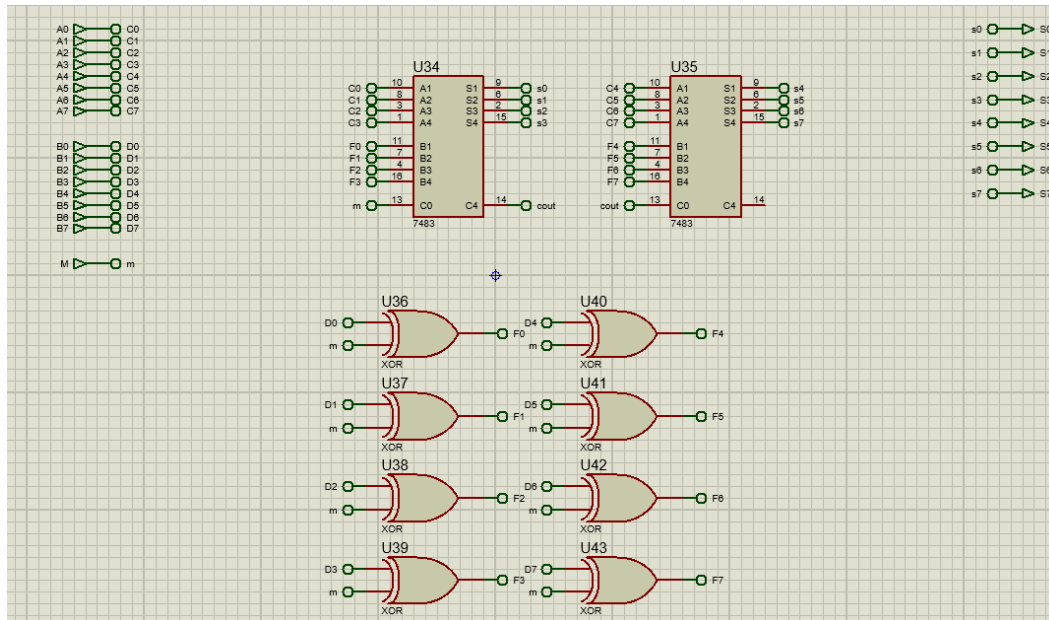 A0 C0 s0 S0
A1 C1
A2 C2 s1 S1
A3 C3
A4 C4 s2 S2
A5 C5
A6 C6 s3 S3
A7 C7
s4 S4
B0 D0
B1 D1 s5 S5
B2 D2
B3 D3 s6 S6
B4 D4
B5 D5 s7 S7
B6 D6
B7 D7
M m
U34
C0 10 A1 S1 9 s0
C1 8 A2 S2 6 s1
C2 3 A3 S3 2 s2
C3 1 A4 S4 15 s3
F0 11 B1
F1 7 B2
F2 4 B3
F3 16 B4
m 13 C0 C4 14 cout
7483
U35
C4 10 A1 S1 9 s4
C5 8 A2 S2 6 s5
C6 3 A3 S3 2 s6
C7 1 A4 S4 15 s7
F4 11 B1
F5 7 B2
F6 4 B3
F7 16 B4
cout 13 C0 C4 14
7483
U36 U40
D0 F0 D4 F4
m m
XOR XOR
U37 U41
D1 F1 D5 F5
m m
XOR XOR
U38 U42
D2 F2 D6 F6
m m
XOR XOR
U39 U43
D3 F3 D7 F7
m m
XOR XOR